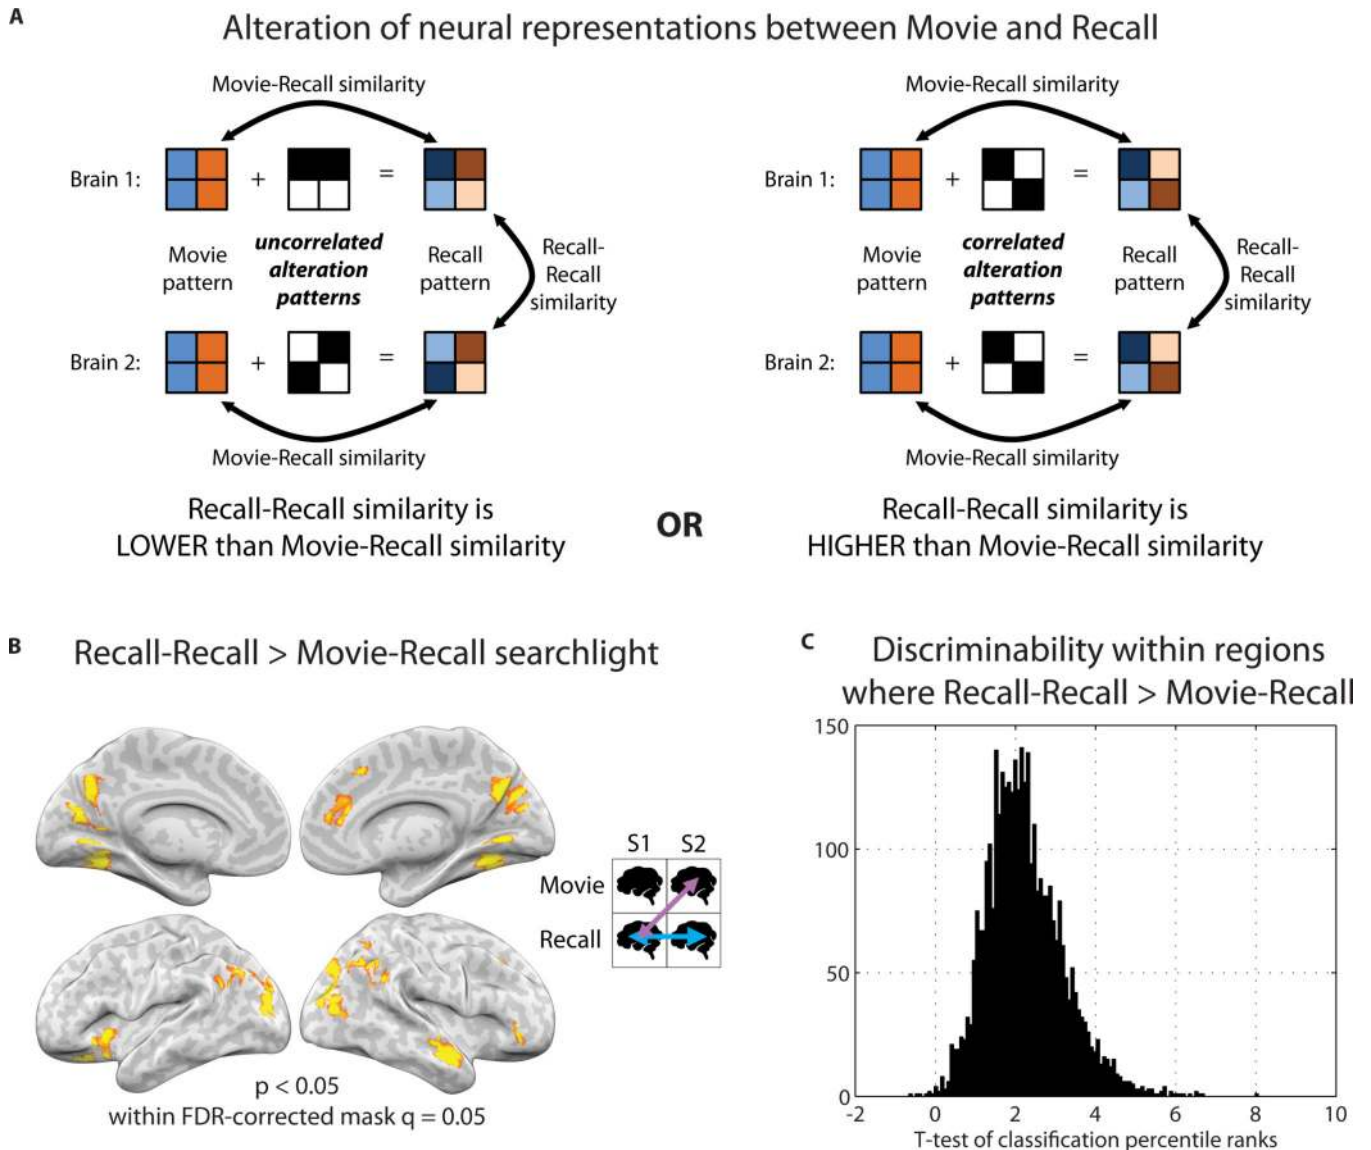 A
Alteration of neural representations between Movie and Recall
Movie-Recall similarity
Brain 1:
+
=
Movie
pattern
uncorrelated
alteration
patterns
Recall
pattern
Recall-
Recall
similarity
Brain 2:
+
=
Movie-Recall similarity
Recall-Recall similarity is
LOWER than Movie-Recall similarity
OR
Movie-Recall similarity
Brain 1:
+
=
Movie
pattern
correlated
alteration
patterns
Recall
pattern
Recall-
Recall
similarity
Brain 2:
+
=
Movie-Recall similarity
Recall-Recall similarity is
HIGHER than Movie-Recall similarity
B
Recall-Recall > Movie-Recall searchlight
S1 S2
Movie
Recall
p < 0.05
within FDR-corrected mask q = 0.05
C
Discriminability within regions
where Recall-Recall > Movie-Recall
150
100
50
0
-2 0 2 4 6 8 10
T-test of classification percentile ranks